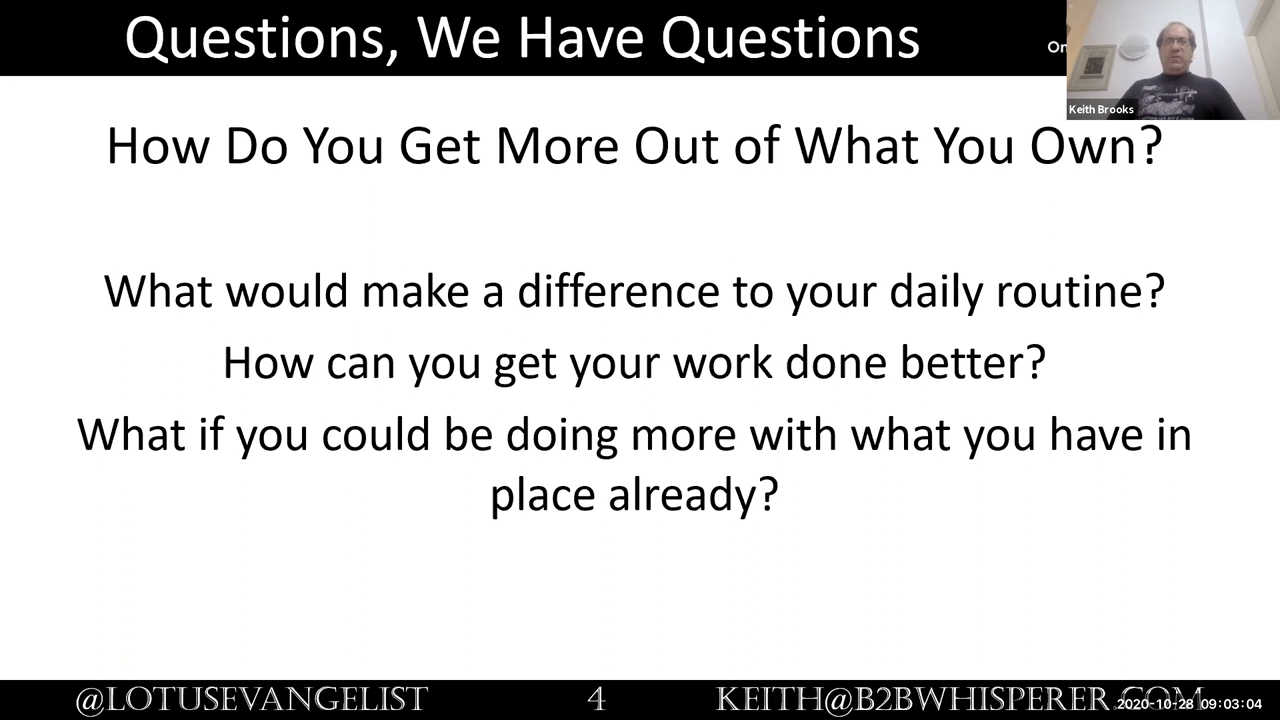 Questions, We Have Questions
On
Keith Brooks
How Do You Get More Out of What You Own?
What would make a difference to your daily routine?
How can you get your work done better?
What if you could be doing more with what you have in
place already?
@LOTUSEVANGELIST
4
KEITH@B2BWHISPERER.COM
2020-10-28 09:03:04